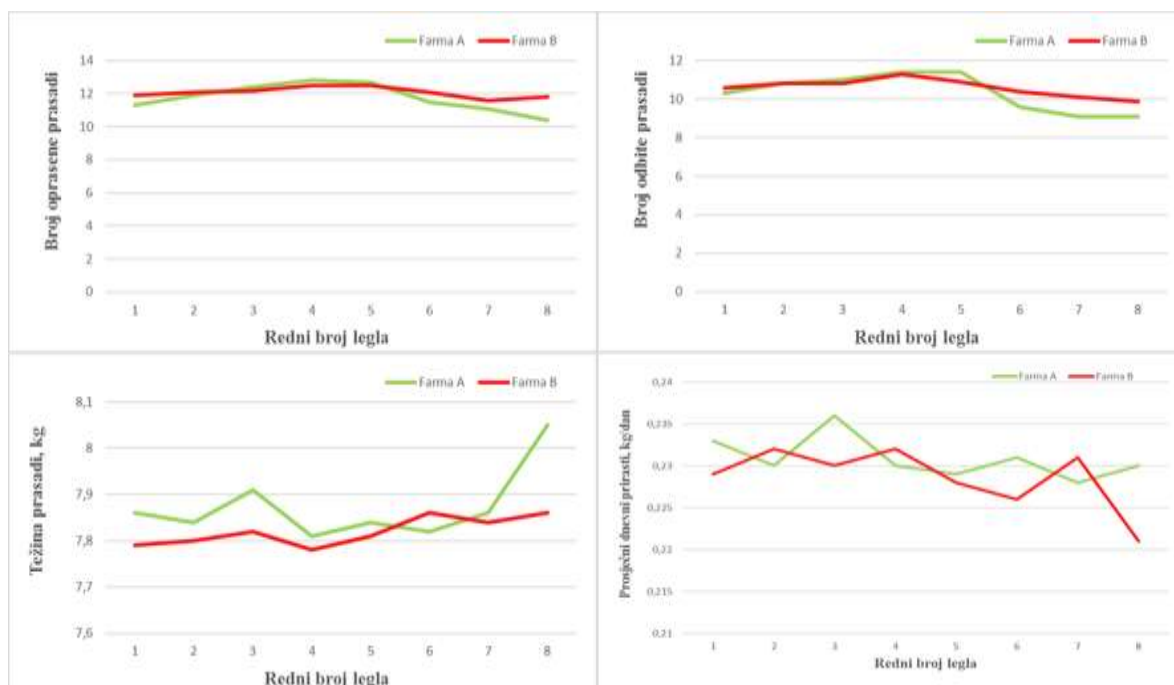 Farma A Farma B
Broj oprasene prasadi
14
12
10
8
6
4
2
0
1 2 3 4 5 6 7 8
Redni broj legla
Farma A Farma B
Broj odbite prasadi
12
10
8
6
4
2
0
1 2 3 4 5 6 7 8
Redni broj legla
Farma A Farma B
Težina prasadi, kg
8,1
8
7,9
7,8
7,7
7,6
1 2 3 4 5 6 7 8
Redni broj legla
Farma A Farma B
Prosječni dnevni prirasti, kg/dan
0,24
0,235
0,23
0,225
0,22
0,215
0,21
1 2 3 4 5 6 7 8
Redni broj legla